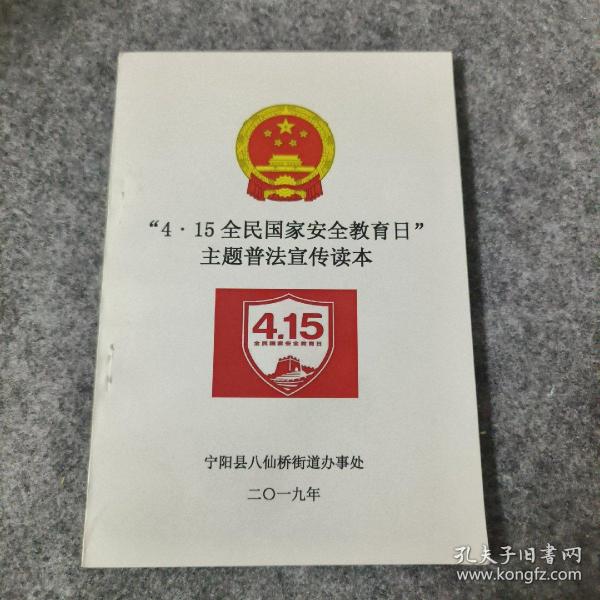 “4·15全民国家安全教育日”
主题普法宣传读本
4.15
全民国家安全教育日
宁阳县八仙桥街道办事处
二〇一九年
孔夫子旧书网
www.kongfz.com